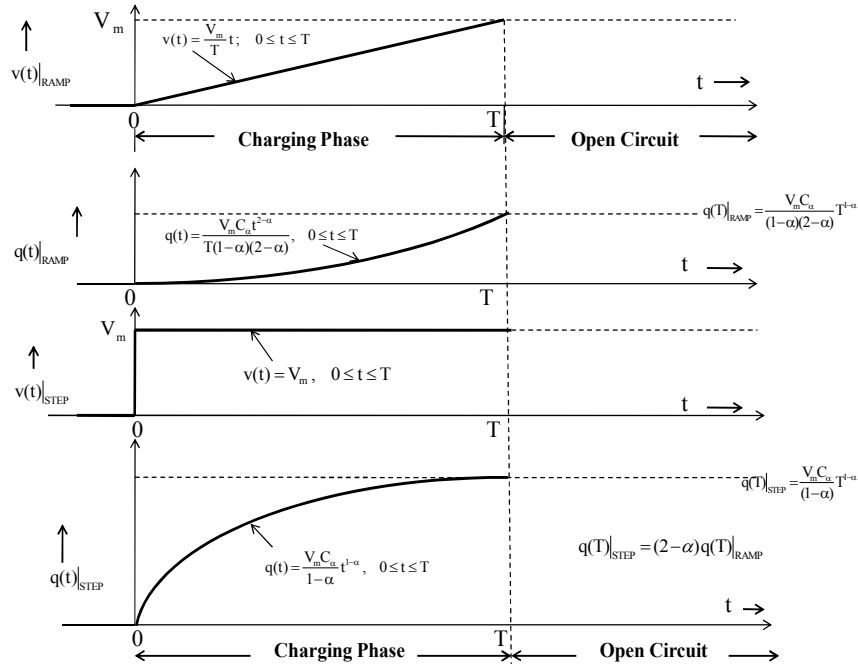 V_m
v(t) = (V_m/T) t; 0 ≤ t ≤ T
v(t)|_RAMP
t
0
T
Charging Phase
Open Circuit
q(t) = V_m C_α t^{2-α} / T(1-α)(2-α), 0 ≤ t ≤ T
q(T)|_RAMP = V_m C_α / (1-α)(2-α) T^{1-α}
q(t)|_RAMP
t
0
T
V_m
v(t) = V_m, 0 ≤ t ≤ T
v(t)|_STEP
t
0
T
q(T)|_STEP = V_m C_α / (1-α) T^{1-α}
q(t)|_STEP
q(t) = V_m C_α / 1-α t^{1-α}, 0 ≤ t ≤ T
q(T)|_STEP = (2-α) q(T)|_RAMP
t
0
T
Charging Phase
Open Circuit